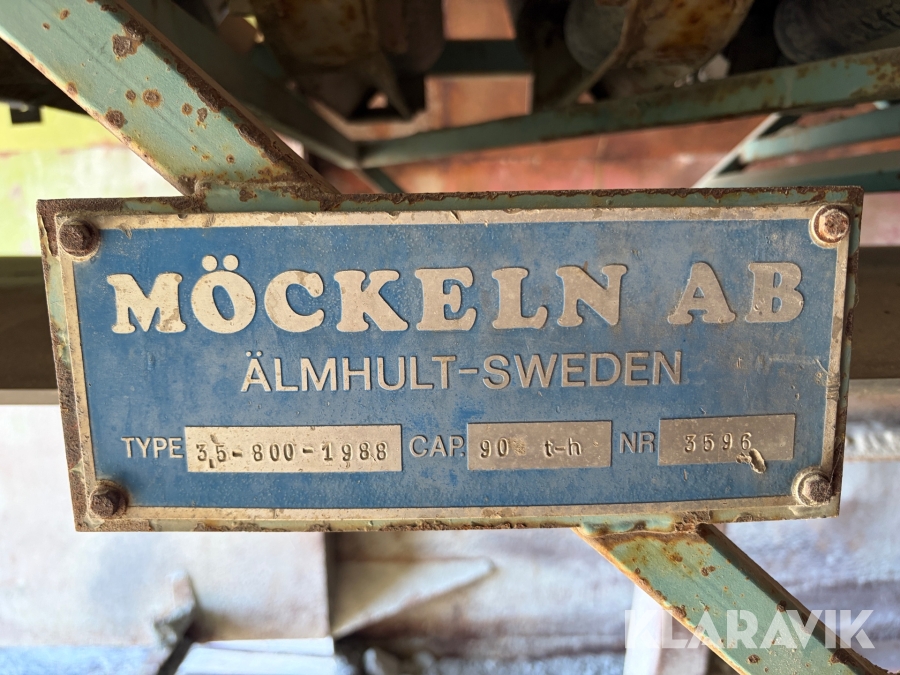 MÖCKELN AB
ÄLMHULT-SWEDEN
TYPE 3,5-800-1988 CAP. 90 t-h NR 3596
KLARAVIK